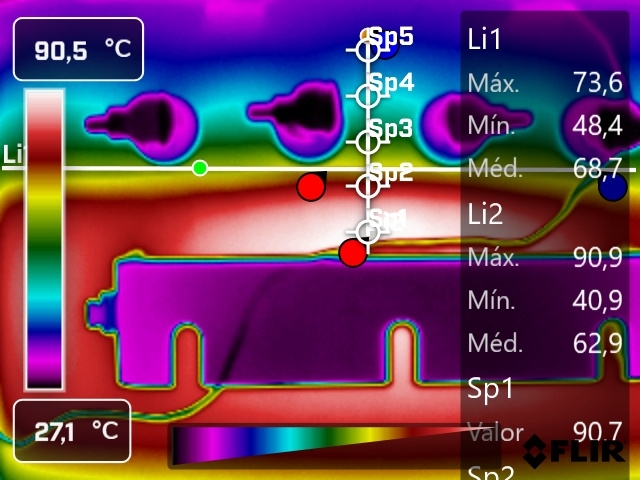 90,5 °C
Sp5
Sp4
Sp3
Sp2
Sp1
Li
27,1 °C
Li1
Máx. 73,6
Mín. 48,4
Méd. 68,7
Li2
Máx. 90,9
Mín. 40,9
Méd. 62,9
Sp1
Valor 90,7
Sp2
FLIR